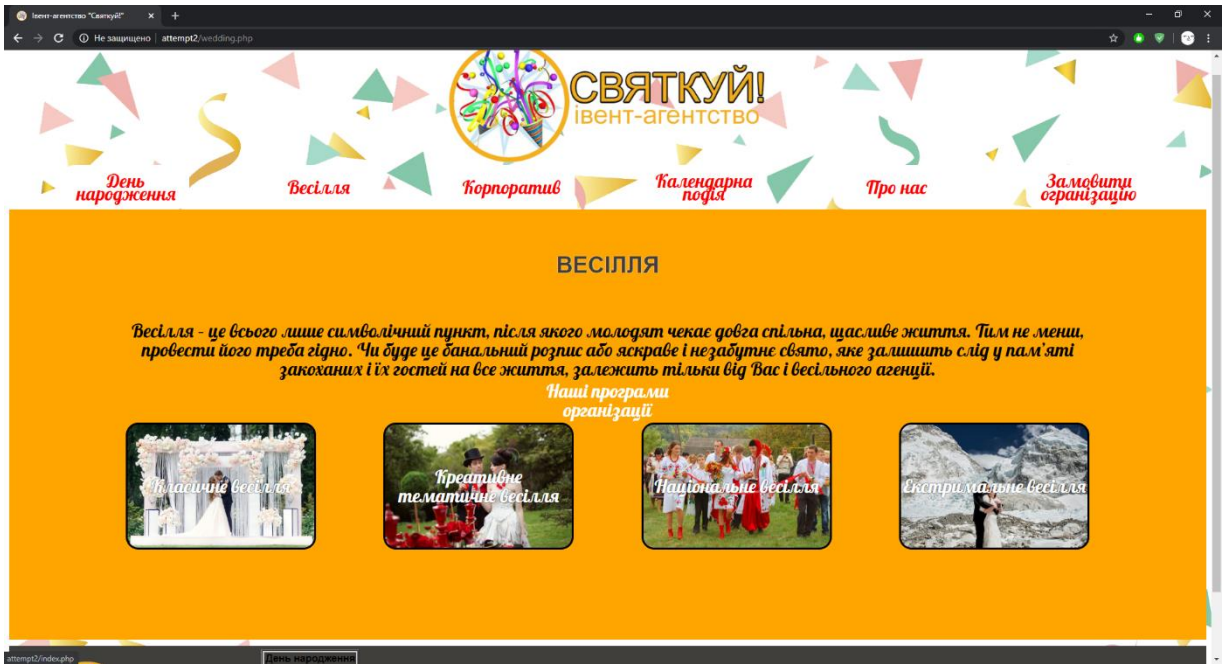 Івент-агентство "Святкуй!"
Не защищено | attempt2/wedding.php
СВЯТКУЙ!
івент-агентство
День
народження
Весілля
Корпоратив
Календарна
подія
Про нас
Замовити
огранізацію
ВЕСІЛЛЯ
Весілля – це всього лише символічний пункт, після якого молодят чекає довга спільна, щасливе життя. Тим не менш,
провести його треба гідно. Чи буде це банальний розпис або яскраве і незабутнє свято, яке залишить слід у пам'яті
закоханих і їх гостей на все життя, залежить тільки від Вас і весільного агенції.
Наші програми
організації
Класичне весілля
Креативне
тематичне весілля
Національне весілля
Екстримальне весілля
attempt2/index.php
День народження